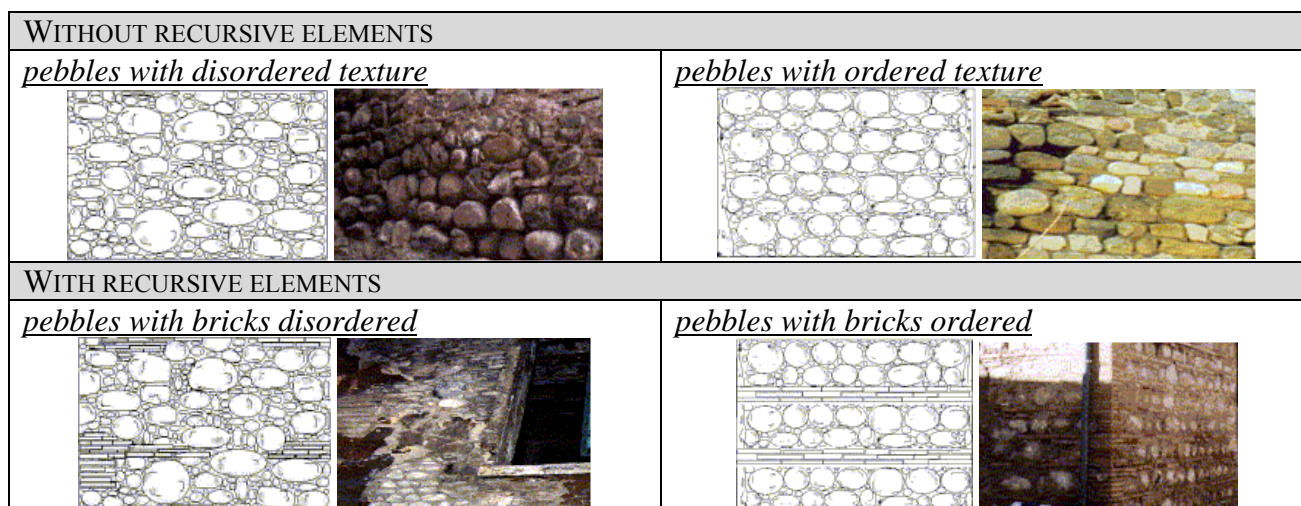 WITHOUT RECURSIVE ELEMENTS
pebbles with disordered texture
pebbles with ordered texture
WITH RECURSIVE ELEMENTS
pebbles with bricks disordered
pebbles with bricks ordered